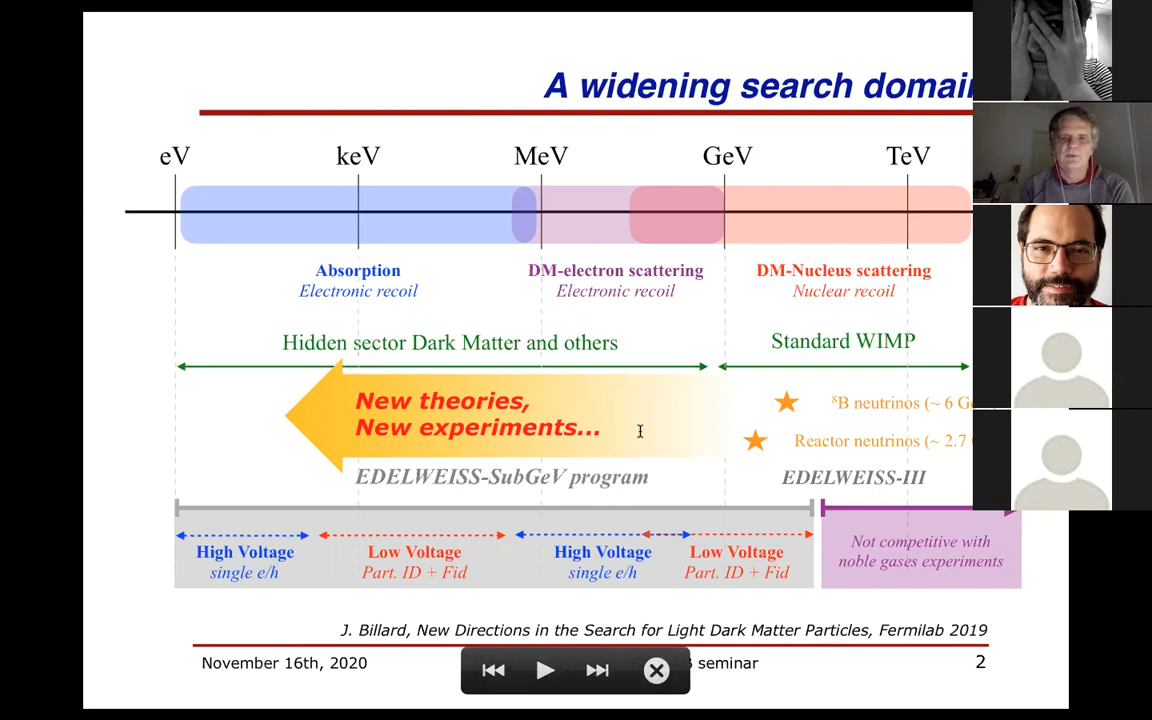 A widening search domain
eV keV MeV GeV TeV
Absorption DM-electron scattering DM-Nucleus scattering
Electronic recoil Electronic recoil Nuclear recoil
Hidden sector Dark Matter and others Standard WIMP
New theories,
New experiments...
⁸B neutrinos (~ 6
Reactor neutrinos (~ 2.7
EDELWEISS-SubGeV program EDELWEISS-III
High Voltage Low Voltage High Voltage Low Voltage
single e/h Part. ID + Fid single e/h Part. ID + Fid
Not competitive with
noble gases experiments
J. Billard, New Directions in the Search for Light Dark Matter Particles, Fermilab 2019
November 16th, 2020 seminar 2